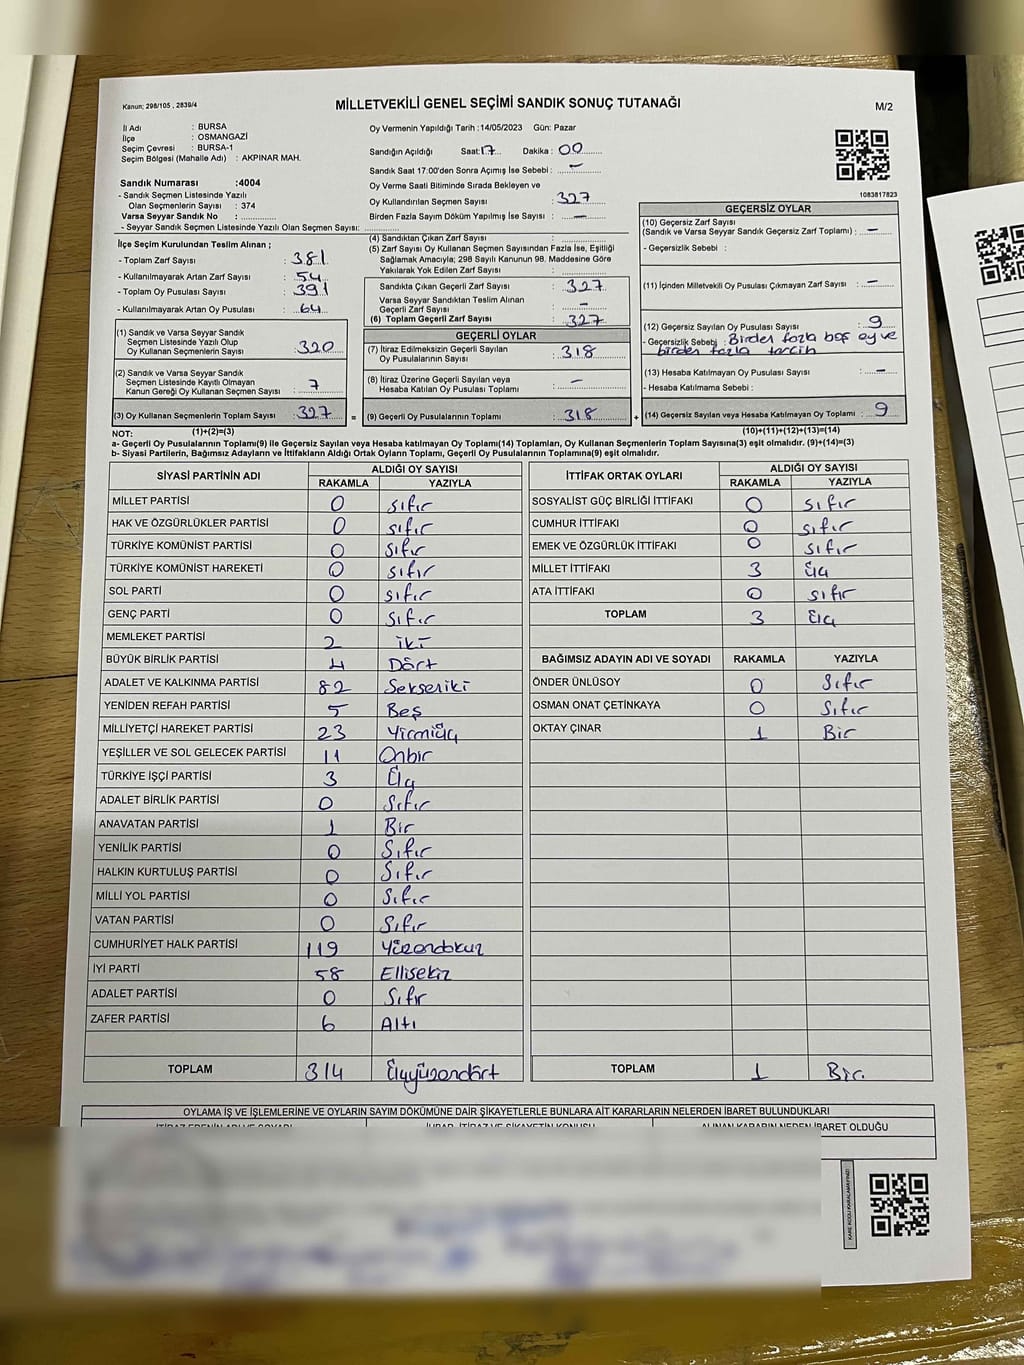 Kanun; 298/105 , 2839/4
MİLLETVEKİLİ GENEL SEÇİMİ SANDIK SONUÇ TUTANAĞI
M/2
İl Adı : BURSA
İlçe : OSMANGAZİ
Seçim Çevresi : BURSA-1
Seçim Bölgesi (Mahalle Adı) : AKPINAR MAH.
Oy Vermenin Yapıldığı Tarih :14/05/2023 Gün: Pazar
Sandığın Açıldığı Saat: 17 Dakika : 00
Sandık Saat 17:00'den Sonra Açımış İse Sebebi : -
Oy Verme Saati Bitiminde Sırada Bekleyen ve
Oy Kullandırılan Seçmen Sayısı : 327
Birden Fazla Sayım Döküm Yapılmış İse Sayısı : -
Sandık Numarası :4004
- Sandık Seçmen Listesinde Yazılı
Olan Seçmenlerin Sayısı : 374
Varsa Seyyar Sandık No :
- Seyyar Sandık Seçmen Listesinde Yazılı Olan Seçmen Sayısı:
1083817823
İlçe Seçim Kurulundan Teslim Alınan ;
- Toplam Zarf Sayısı : 381
- Kullanılmayarak Artan Zarf Sayısı : 54
- Toplam Oy Pusulası Sayısı : 391
- Kullanılmayarak Artan Oy Pusulası : 64
(1) Sandık ve Varsa Seyyar Sandık
Seçmen Listesinde Yazılı Olup
Oy Kullanan Seçmenlerin Sayısı : 320
(2) Sandık ve Varsa Seyyar Sandık
Seçmen Listesinde Kayıtlı Olmayan
Kanun Gereği Oy Kullanan Seçmen Sayısı : 7
(3) Oy Kullanan Seçmenlerin Toplam Sayısı : 327 =
(1)+(2)=(3)
(4) Sandıktan Çıkan Zarf Sayısı :
(5) Zarf Sayısı Oy Kullanan Seçmen Sayısından Fazla İse, Eşitliği
Sağlamak Amacıyla; 298 Sayılı Kanunun 98. Maddesine Göre
Yakılarak Yok Edilen Zarf Sayısı :
Sandıkta Çıkan Geçerli Zarf Sayısı : 327
Varsa Seyyar Sandıktan Teslim Alınan
Geçerli Zarf Sayısı : -
(6) Toplam Geçerli Zarf Sayısı : 327
GEÇERLİ OYLAR
(7) İtiraz Edilmeksizin Geçerli Sayılan
Oy Pusulalarının Sayısı : 318
(8) İtiraz Üzerine Geçerli Sayılan veya
Hesaba Katılan Oy Pusulası Toplamı : -
(9) Geçerli Oy Pusulalarının Toplamı : 318 +
GEÇERSİZ OYLAR
(10) Geçersiz Zarf Sayısı
(Sandık ve Varsa Seyyar Sandık Geçersiz Zarf Toplamı) : -
- Geçersizlik Sebebi :
(11) İçinden Milletvekili Oy Pusulası Çıkmayan Zarf Sayısı : -
(12) Geçersiz Sayılan Oy Pusulası Sayısı : 9
- Geçersizlik Sebebi : Birden fazla boş oy ve
birden fazla tercih
(13) Hesaba Katılmayan Oy Pusulası Sayısı : -
- Hesaba Katılmama Sebebi :
(14) Geçersiz Sayılan veya Hesaba Katılmayan Oy Toplamı : 9
(10)+(11)+(12)+(13)=(14)
NOT:
a- Geçerli Oy Pusulalarının Toplamı(9) ile Geçersiz Sayılan veya Hesaba katılmayan Oy Toplamı(14) Toplamları, Oy Kullanan Seçmenlerin Toplam Sayısına(3) eşit olmalıdır. (9)+(14)=(3)
b- Siyasi Partilerin, Bağımsız Adayların ve İttifakların Aldığı Ortak Oyların Toplamı, Geçerli Oy Pusulalarının Toplamına(9) eşit olmalıdır.
SİYASİ PARTİNİN ADI ALDIĞI OY SAYISI
RAKAMLA YAZIYLA
MİLLET PARTİSİ 0 sıfır
HAK VE ÖZGÜRLÜKLER PARTİSİ 0 sıfır
TÜRKİYE KOMÜNİST PARTİSİ 0 sıfır
TÜRKİYE KOMÜNİST HAREKETİ 0 sıfır
SOL PARTİ 0 sıfır
GENÇ PARTİ 0 sıfır
MEMLEKET PARTİSİ 2 iki
BÜYÜK BİRLİK PARTİSİ 4 Dört
ADALET VE KALKINMA PARTİSİ 82 Sekseniki
YENİDEN REFAH PARTİSİ 5 Beş
MİLLİYETÇİ HAREKET PARTİSİ 23 Yirmiüç
YEŞİLLER VE SOL GELECEK PARTİSİ 11 Onbir
TÜRKİYE İŞÇİ PARTİSİ 3 Üç
ADALET BİRLİK PARTİSİ 0 Sıfır
ANAVATAN PARTİSİ 1 Bir
YENİLİK PARTİSİ 0 Sıfır
HALKIN KURTULUŞ PARTİSİ 0 Sıfır
MİLLİ YOL PARTİSİ 0 Sıfır
VATAN PARTİSİ 0 Sıfır
CUMHURİYET HALK PARTİSİ 119 Yüzondokuz
İYİ PARTİ 58 Ellisekiz
ADALET PARTİSİ 0 Sıfır
ZAFER PARTİSİ 6 Altı
TOPLAM 314 Üçyüzondört
İTTİFAK ORTAK OYLARI ALDIĞI OY SAYISI
RAKAMLA YAZIYLA
SOSYALİST GÜÇ BİRLİĞİ İTTİFAKI 0 sıfır
CUMHUR İTTİFAKI 0 sıfır
EMEK VE ÖZGÜRLÜK İTTİFAKI 0 sıfır
MİLLET İTTİFAKI 3 Üç
ATA İTTİFAKI 0 sıfır
TOPLAM 3 Üç
BAĞIMSIZ ADAYIN ADI VE SOYADI RAKAMLA YAZIYLA
ÖNDER ÜNLÜSOY 0 Sıfır
OSMAN ONAT ÇETİNKAYA 0 Sıfır
OKTAY ÇINAR 1 Bir
TOPLAM 1 Bir.
OYLAMA İŞ VE İŞLEMLERİNE VE OYLARIN SAYIM DÖKÜMÜNE DAİR ŞİKAYETLERLE BUNLARA AİT KARARLARIN NELERDEN İBARET BULUNDUKLARI
İTİRAZ EDENİN ADI VE SOYADI İHBAR, İTİRAZ VE ŞİKAYETİN KONUSU ALINAN KARARIN NEDEN İBARET OLDUĞU
KARE KODU KARALAMAYINIZ!